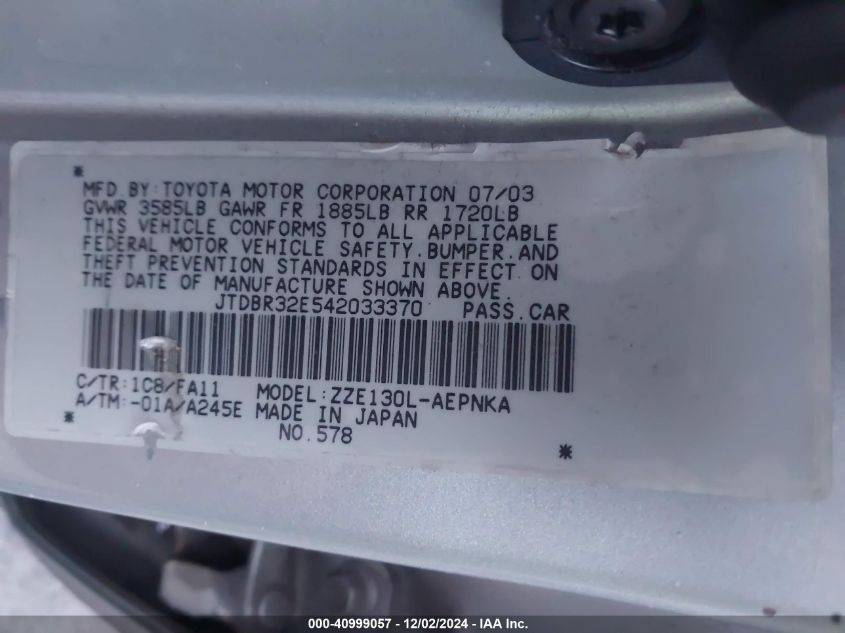 MFD.BY:TOYOTA MOTOR CORPORATION 07/03
GVWR 3585LB GAWR FR 1885LB RR 1720LB
THIS VEHICLE CONFORMS TO ALL APPLICABLE
FEDERAL MOTOR VEHICLE SAFETY.BUMPER.AND
THEFT PREVENTION STANDARDS IN EFFECT ON
THE DATE OF MANUFACTURE SHOWN ABOVE.
JTDBR32E542033370 PASS.CAR
C/TR:1C8/FA11 MODEL:ZZE130L-AEPNKA
A/TM:-01A/A245E MADE IN JAPAN
NO.578
000-40999057 - 12/02/2024 - IAA Inc.